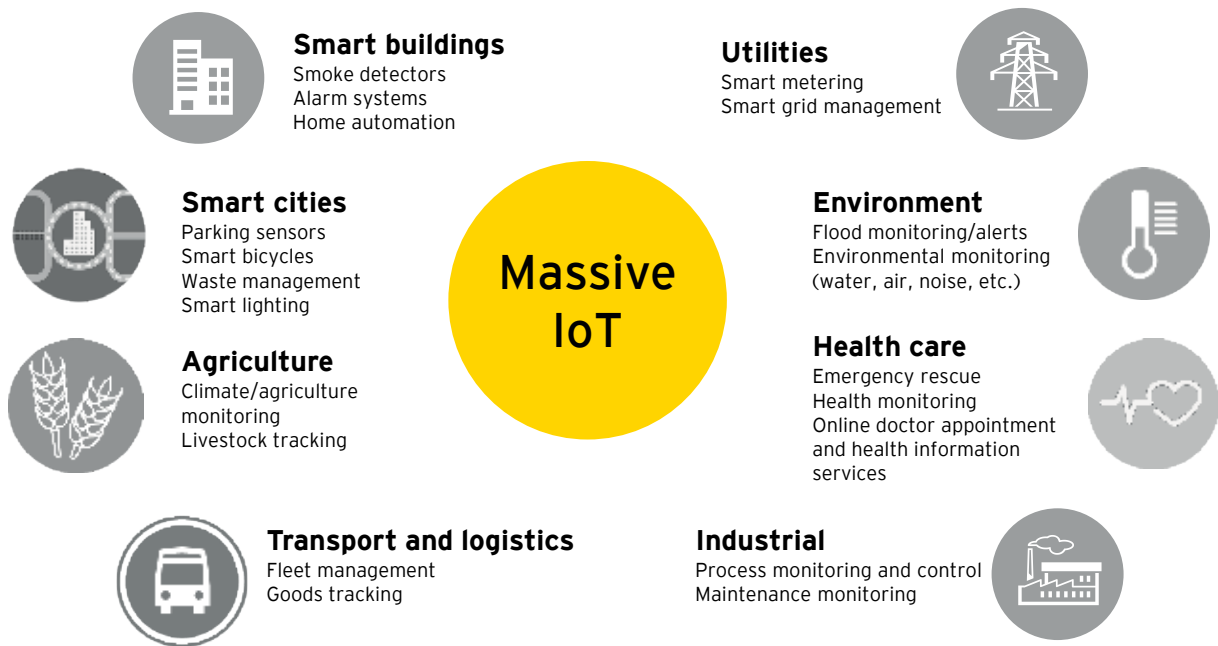 Smart buildings
Smoke detectors
Alarm systems
Home automation
Utilities
Smart metering
Smart grid management
Smart cities
Parking sensors
Smart bicycles
Waste management
Smart lighting
Massive
IoT
Environment
Flood monitoring/alerts
Environmental monitoring
(water, air, noise, etc.)
Agriculture
Climate/agriculture
monitoring
Livestock tracking
Health care
Emergency rescue
Health monitoring
Online doctor appointment
and health information
services
Transport and logistics
Fleet management
Goods tracking
Industrial
Process monitoring and control
Maintenance monitoring